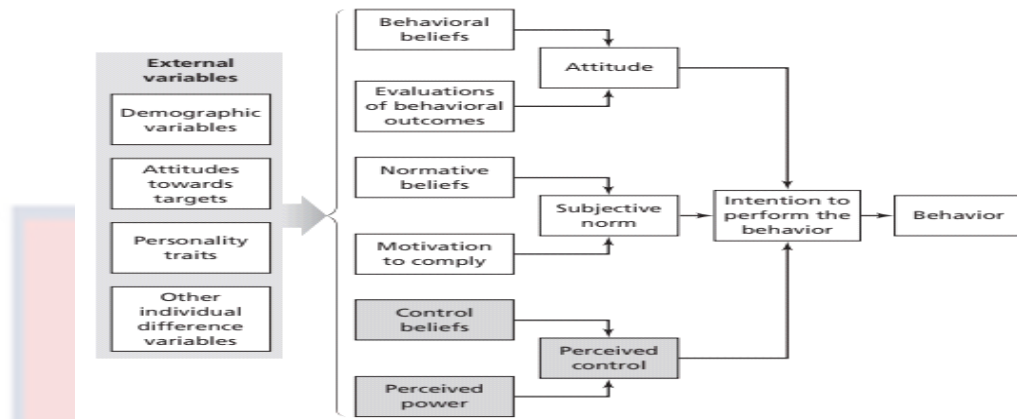 External
variables
Demographic
variables
Attitudes
towards
targets
Personality
traits
Other
individual
difference
variables
Behavioral
beliefs
Evaluations
of behavioral
outcomes
Normative
beliefs
Motivation
to comply
Control
beliefs
Perceived
power
Attitude
Subjective
norm
Perceived
control
Intention to
perform the
behavior
Behavior